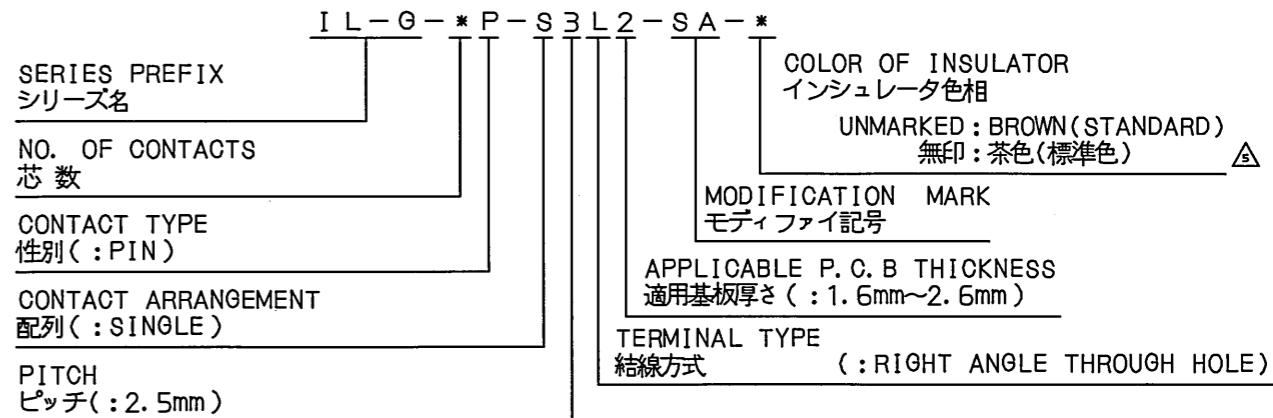 IL-G-*P-S3L2-SA-*
SERIES PREFIX
シリーズ名
NO. OF CONTACTS
芯 数
CONTACT TYPE
性別(:PIN)
CONTACT ARRANGEMENT
配列(:SINGLE)
PITCH
ピッチ(:2.5mm)
COLOR OF INSULATOR
インシュレータ色相
UNMARKED:BROWN(STANDARD)
無印:茶色(標準色)
5
MODIFICATION MARK
モディファイ記号
APPLICABLE P.C.B THICKNESS
適用基板厚さ(:1.6mm~2.6mm)
TERMINAL TYPE
結線方式 (:RIGHT ANGLE THROUGH HOLE)